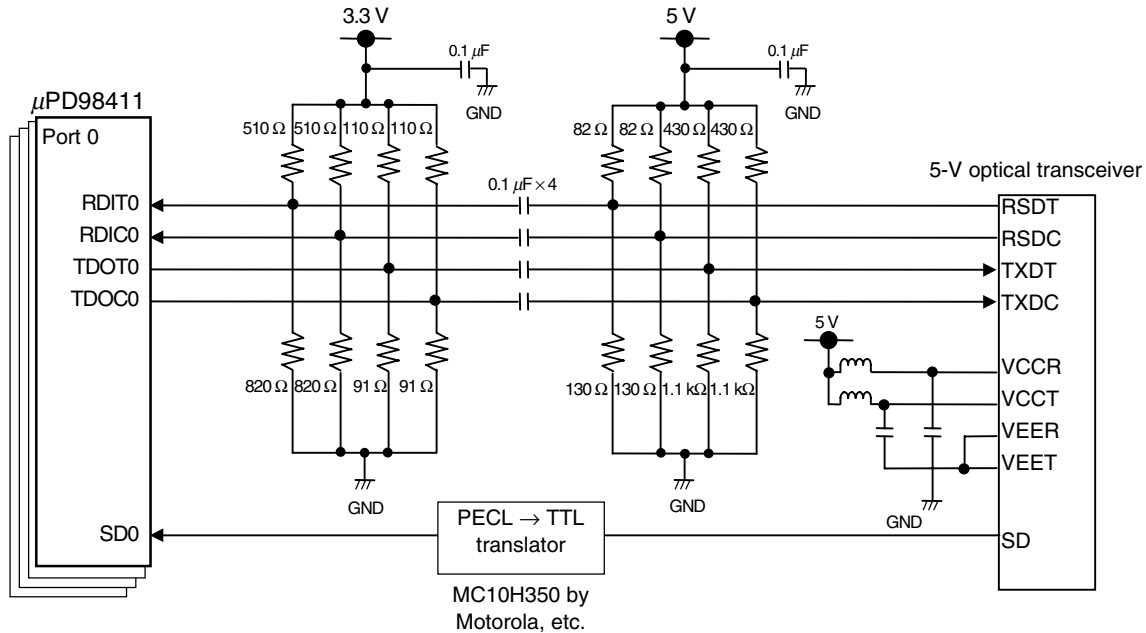 3.3 V
5 V
0.1 µF
0.1 µF
GND
GND
µPD98411
Port 0
510 Ω 510 Ω 110 Ω 110 Ω
82 Ω 82 Ω 430 Ω 430 Ω
5-V optical transceiver
0.1 µF × 4
RDIT0
RSDT
RDIC0
RSDC
TDOT0
TXDT
TDOC0
TXDC
5 V
VCCR
820 Ω 820 Ω 91 Ω 91 Ω
130 Ω 130 Ω 1.1 kΩ 1.1 kΩ
VCCT
VEER
VEET
GND
GND
GND
SD0
PECL → TTL
translator
SD
MC10H350 by
Motorola, etc.